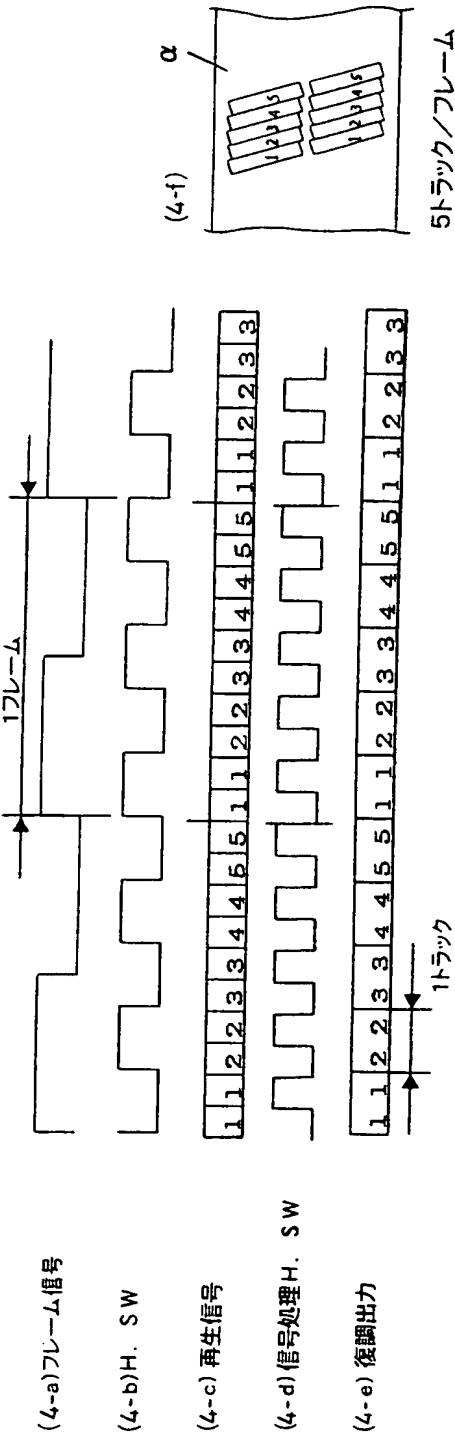 1フレーム
(4-a)フレーム信号
(4-b)H. SW
(4-c) 再生信号
1 1 2 2 3 3 4 4 5 5 1 1 2 2 3 3 4 4 5 5 1 1 2 2 3 3
(4-d)信号処理H. SW
(4-e) 復調出力
1 1 2 2 3 3 4 4 5 5 1 1 2 2 3 3 4 4 5 5 1 1 2 2 3 3
1トラック
(4-f)
α
1 2 3 4 5
1 2 3 4 5
5トラック/フレーム